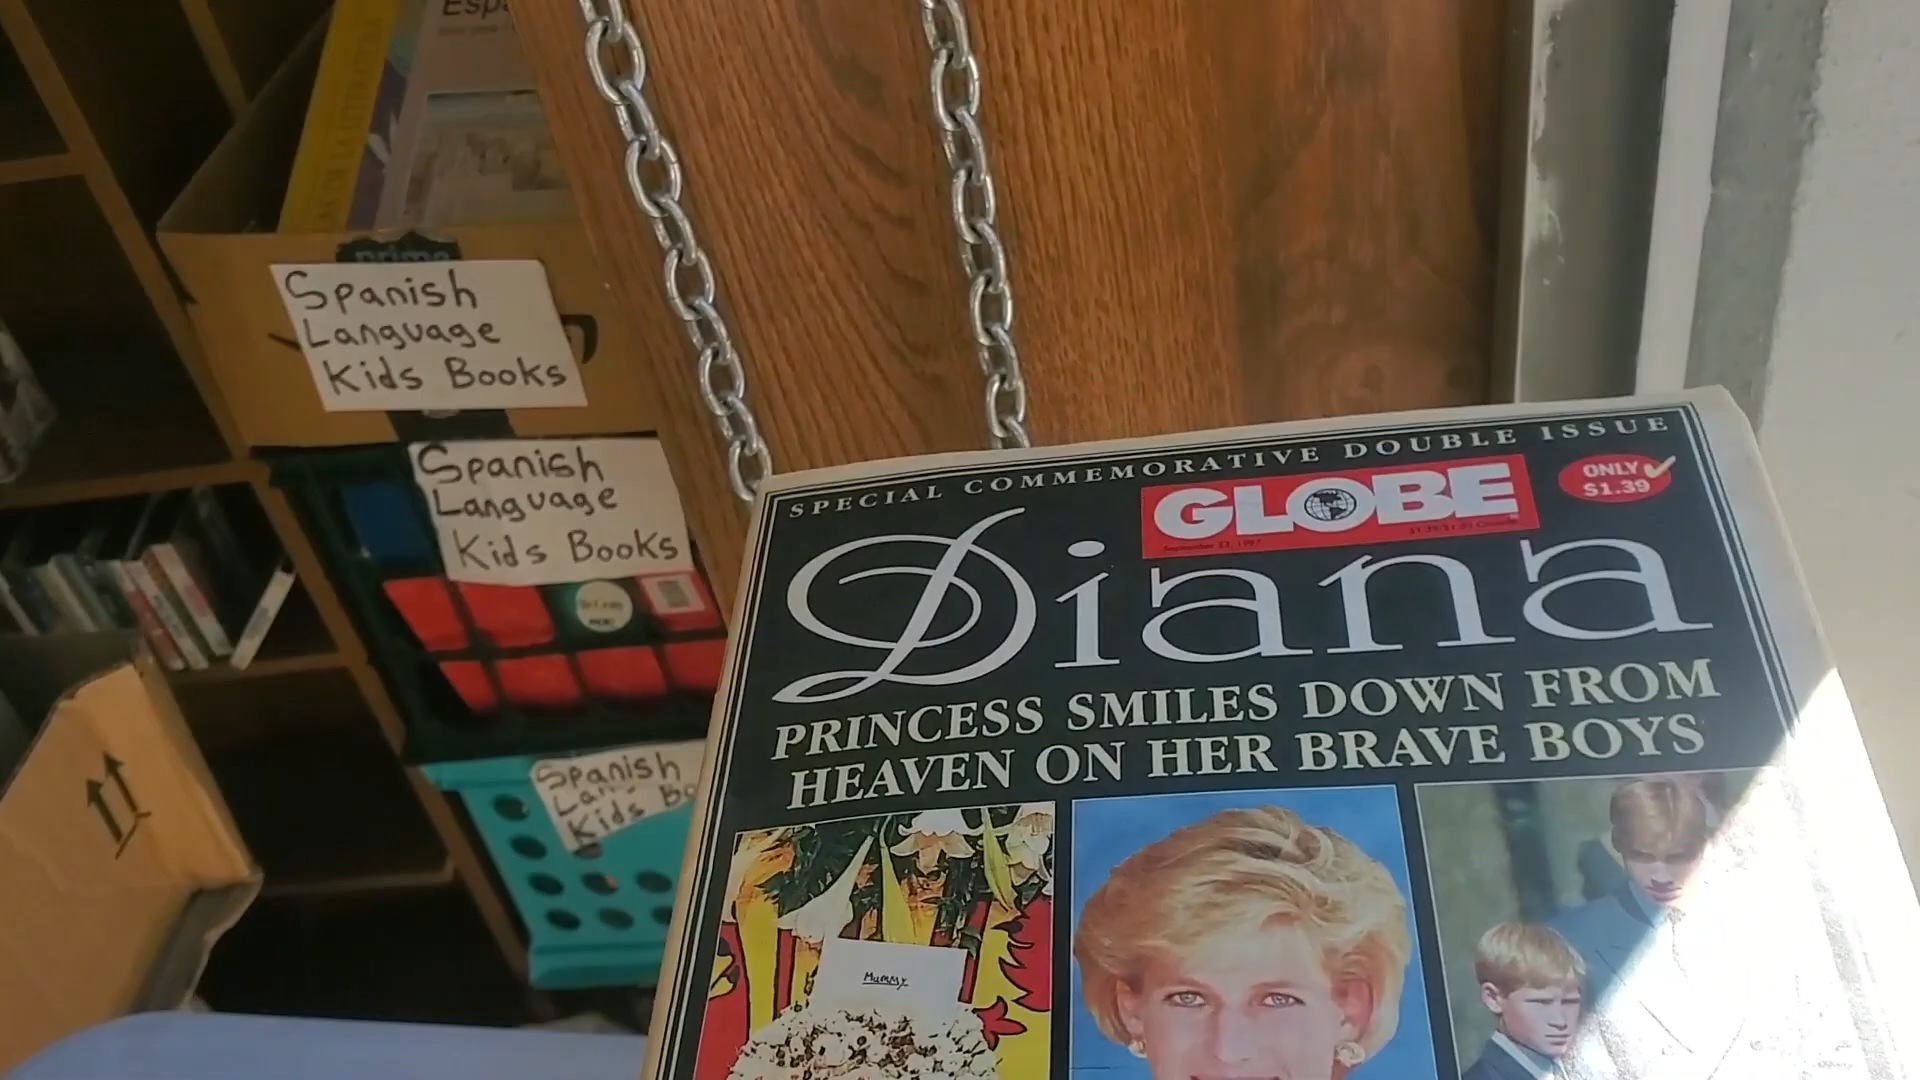 Spanish
Language
Kids Books
Spanish
Language
Kids Books
Spanish
Kids
SPECIAL COMMEMORATIVE DOUBLE ISSUE
GLOBE
ONLY
$1.39
Diana
PRINCESS SMILES DOWN FROM
HEAVEN ON HER BRAVE BOYS
Mummy